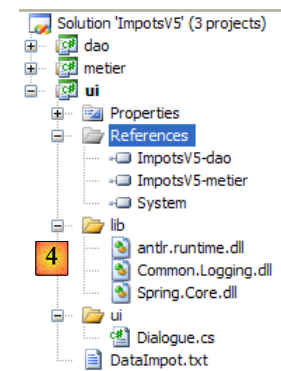 Solution 'ImpotsV5' (3 projects)
dao
metier
ui
Properties
References
ImpotsV5-dao
ImpotsV5-metier
System
lib
4
antlr.runtime.dll
Common.Logging.dll
Spring.Core.dll
ui
Dialogue.cs
DataImpot.txt